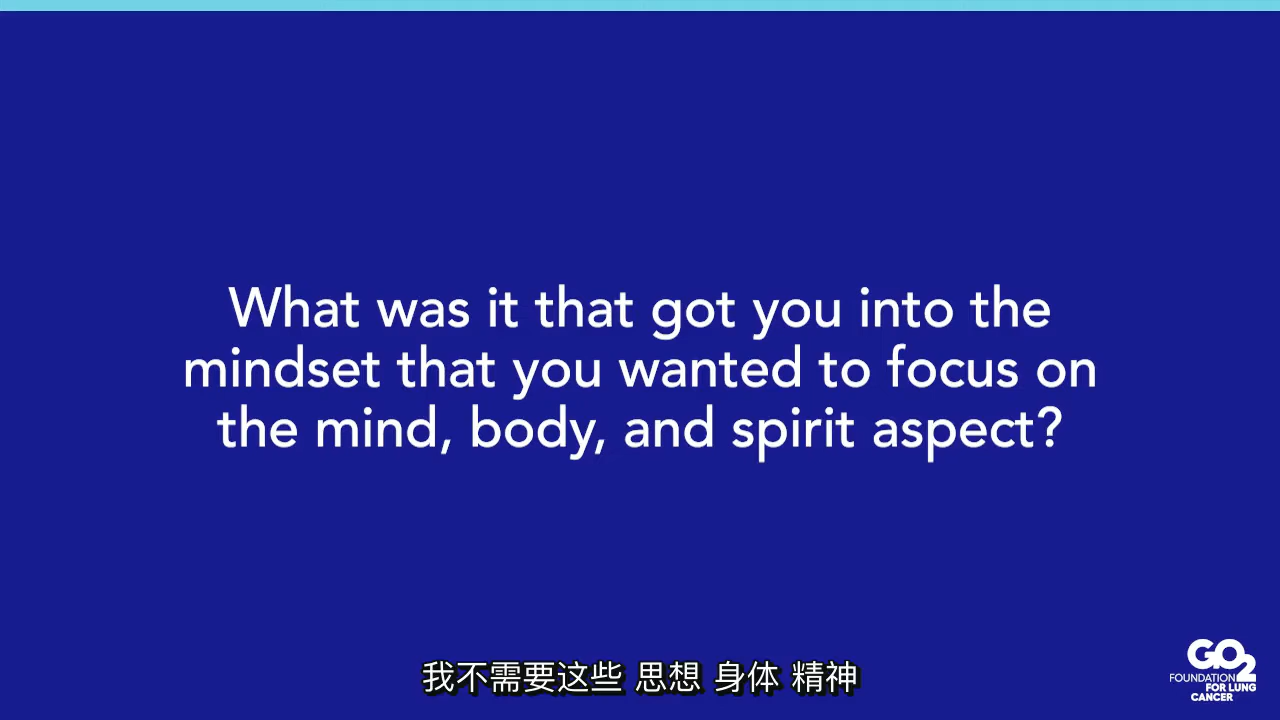 What was it that got you into the
mindset that you wanted to focus on
the mind, body, and spirit aspect?
我不需要这些 思想 身体 精神
GO2
FOUNDATION
FOR LUNG
CANCER